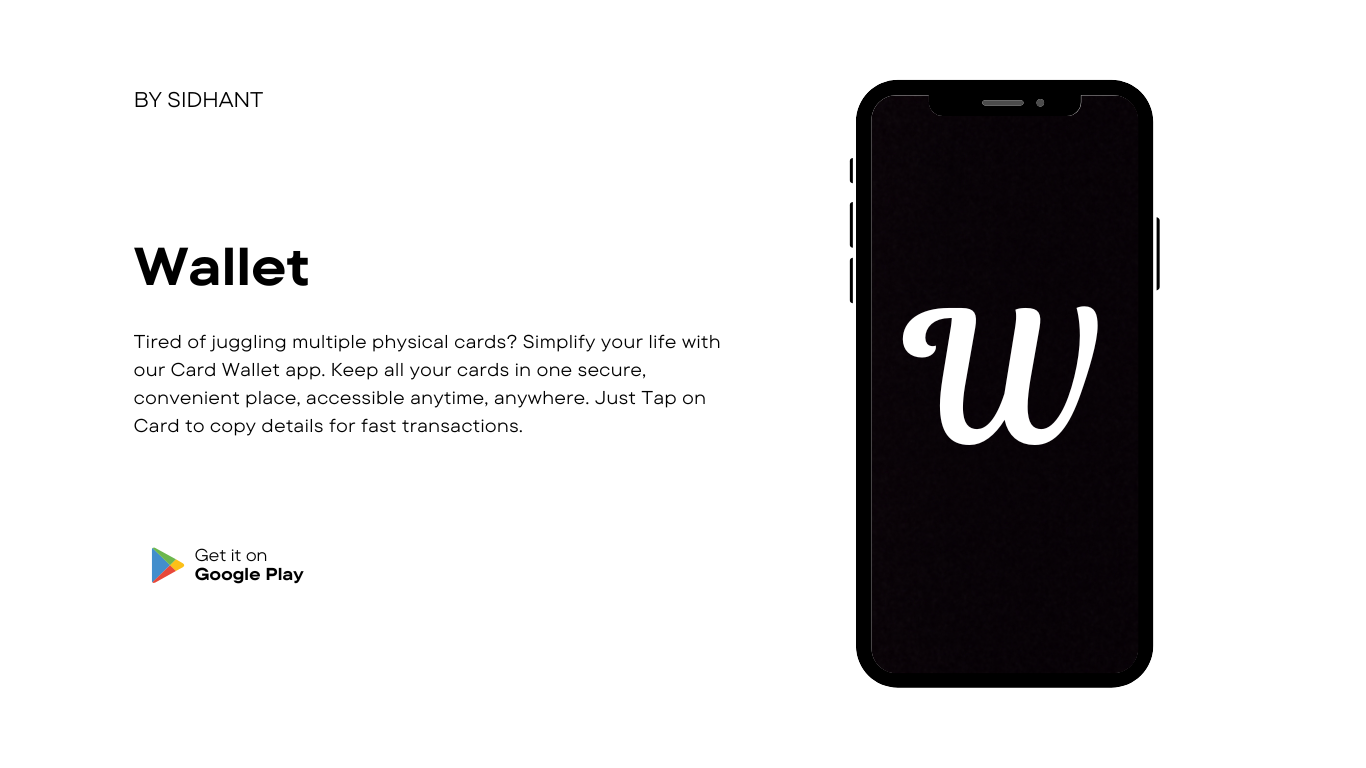 BY SIDHANT
Wallet
Tired of juggling multiple physical cards? Simplify your life with
our Card Wallet app. Keep all your cards in one secure,
convenient place, accessible anytime, anywhere. Just Tap on
Card to copy details for fast transactions.
Get it on
Google Play
W